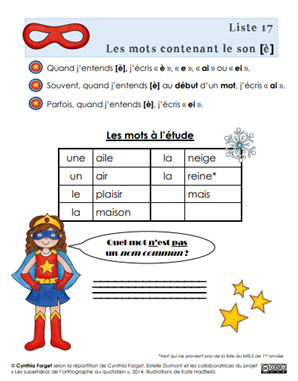 Liste 17
Les mots contenant le son [è]
Quand j'entends [è], j'écris « è », « e », « ai » ou « ei ».
Souvent, quand j'entends [è] au début d'un mot, j'écris « ai ».
Parfois, quand j'entends [è], j'écris « ei ».
Les mots à l'étude
une aile la neige
un air la reine*
le plaisir mais
la maison
Quel mot n'est pas
un nom commun ?
*Mot qui ne provient pas de la liste du MELS de 1re année
© Cynthia Forget selon la répartition de Cynthia Forget, Estelle Dumont et les collaboratrices du projet
« Les superhéros de l'orthographe au quotidien », 2014. Illustrations de Kate Hadfield.